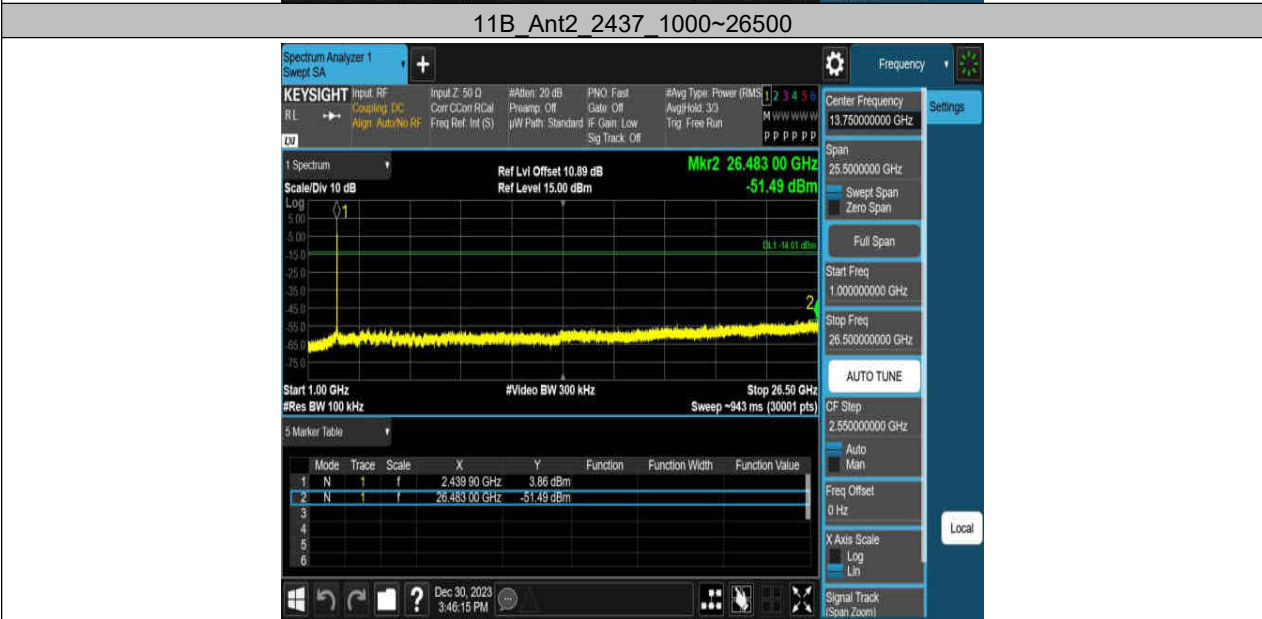 11B_Ant2_2437_1000~26500
Spectrum Analyzer 1
Swept SA
+
Frequency
KEYSIGHT
RL
Input: RF
Coupling: DC
Align: Auto/No RF
Input Z: 50 Ω
Corr CCorr RCal
Freq Ref: Int (S)
#Atten: 20 dB
Preamp: Off
µW Path: Standard
PNO: Fast
Gate: Off
IF Gain: Low
Sig Track: Off
#Avg Type: Power (RMS
Avg|Hold: 3/3
Trig: Free Run
1 2 3 4 5 6
M W W W W W
P P P P P P
LXI
Center Frequency
13.750000000 GHz
Settings
Span
25.5000000 GHz
Swept Span
Zero Span
Full Span
Start Freq
1.000000000 GHz
Stop Freq
26.500000000 GHz
AUTO TUNE
CF Step
2.550000000 GHz
Auto
Man
Freq Offset
0 Hz
X Axis Scale
Log
Lin
Signal Track
(Span Zoom)
Local
1 Spectrum
Scale/Div 10 dB
Ref Lvl Offset 10.89 dB
Ref Level 15.00 dBm
Mkr2 26.483 00 GHz
-51.49 dBm
Log
5.00
-5.00
-15.0
-25.0
-35.0
-45.0
-55.0
-65.0
-75.0
1
DL1 -14.01 dBm
2
Start 1.00 GHz
#Res BW 100 kHz
#Video BW 300 kHz
Stop 26.50 GHz
Sweep ~943 ms (30001 pts)
5 Marker Table
Mode Trace Scale X Y Function Function Width Function Value
1 N 1 f 2.439 90 GHz 3.86 dBm
2 N 1 f 26.483 00 GHz -51.49 dBm
3
4
5
6
?
Dec 30, 2023
3:46:15 PM